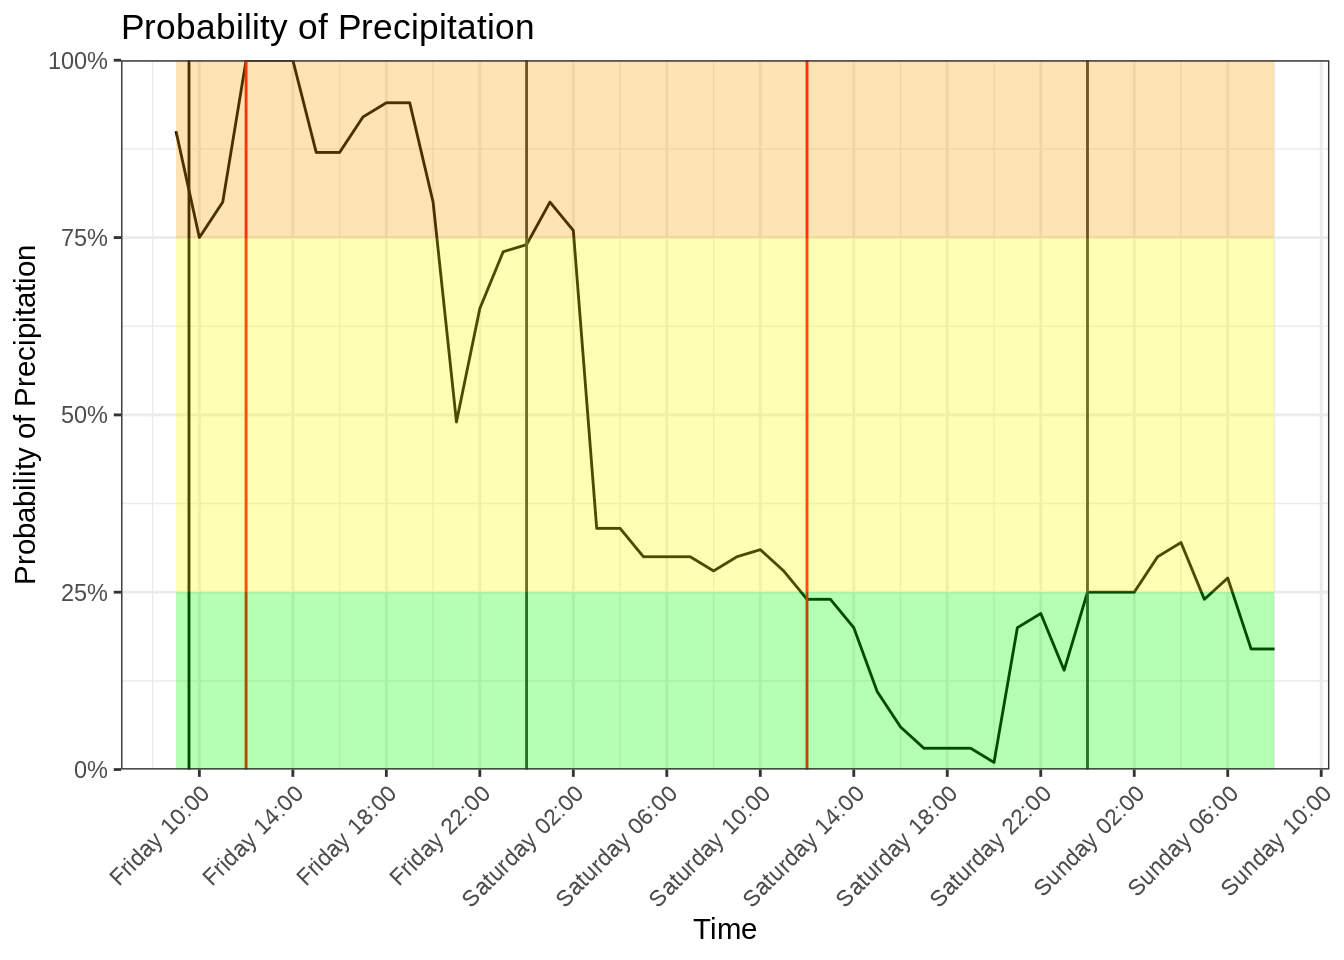 Probability of Precipitation
Probability of Precipitation
100%
75%
50%
25%
0%
Friday 10:00
Friday 14:00
Friday 18:00
Friday 22:00
Saturday 02:00
Saturday 06:00
Saturday 10:00
Saturday 14:00
Saturday 18:00
Saturday 22:00
Sunday 02:00
Sunday 06:00
Sunday 10:00
Time